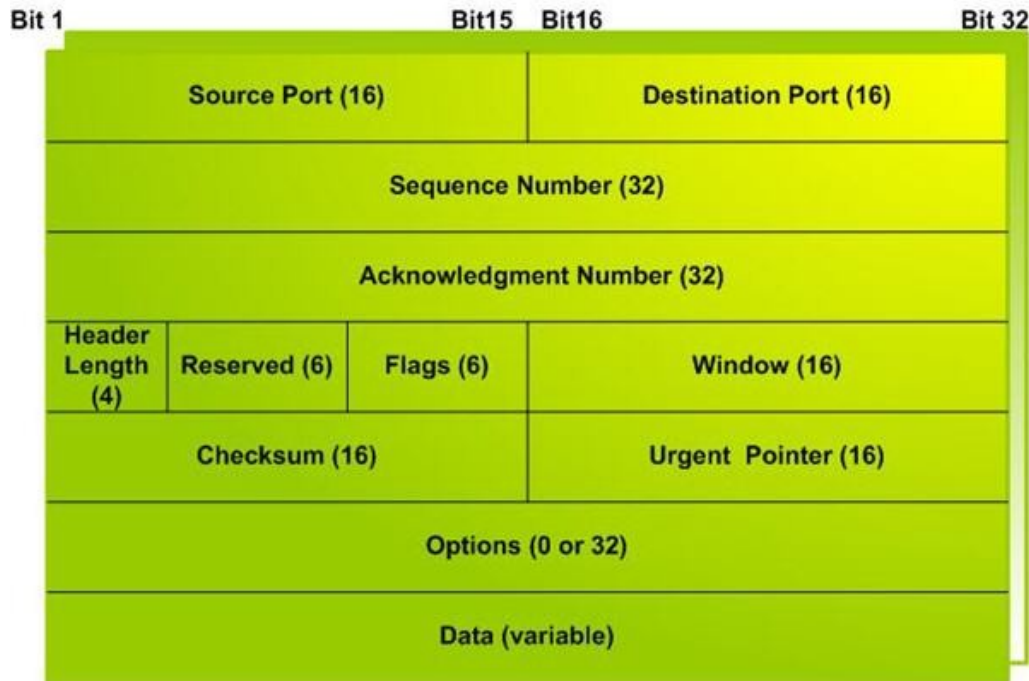 Bit 1 Bit15 Bit16 Bit 32
Source Port (16) Destination Port (16)
Sequence Number (32)
Acknowledgment Number (32)
Header
Length
(4)
Reserved (6)
Flags (6)
Window (16)
Checksum (16) Urgent Pointer (16)
Options (0 or 32)
Data (variable)